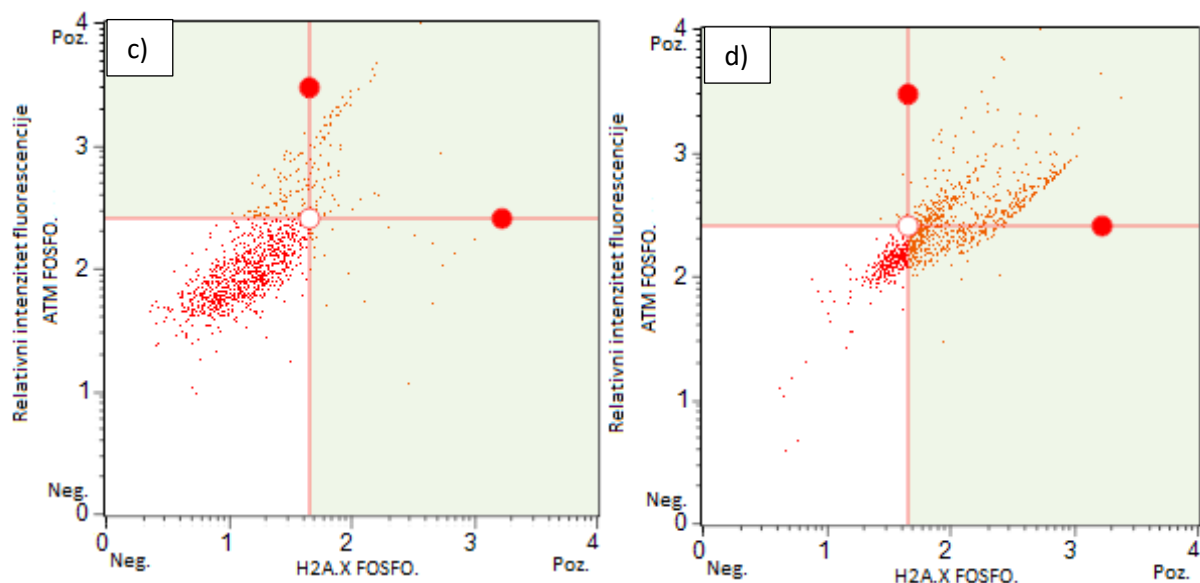 c)
4
Poz.
3
2
1
Neg.
0
Relativni intenzitet fluorescencije
ATM FOSFO.
1
2
3
4
Neg.
H2A.X FOSFO.
Poz.
d)
4
Poz.
3
2
1
Neg.
0
Relativni intenzitet fluorescencije
ATM FOSFO.
0
1
2
3
4
Neg.
H2A.X FOSFO.
Poz.
0